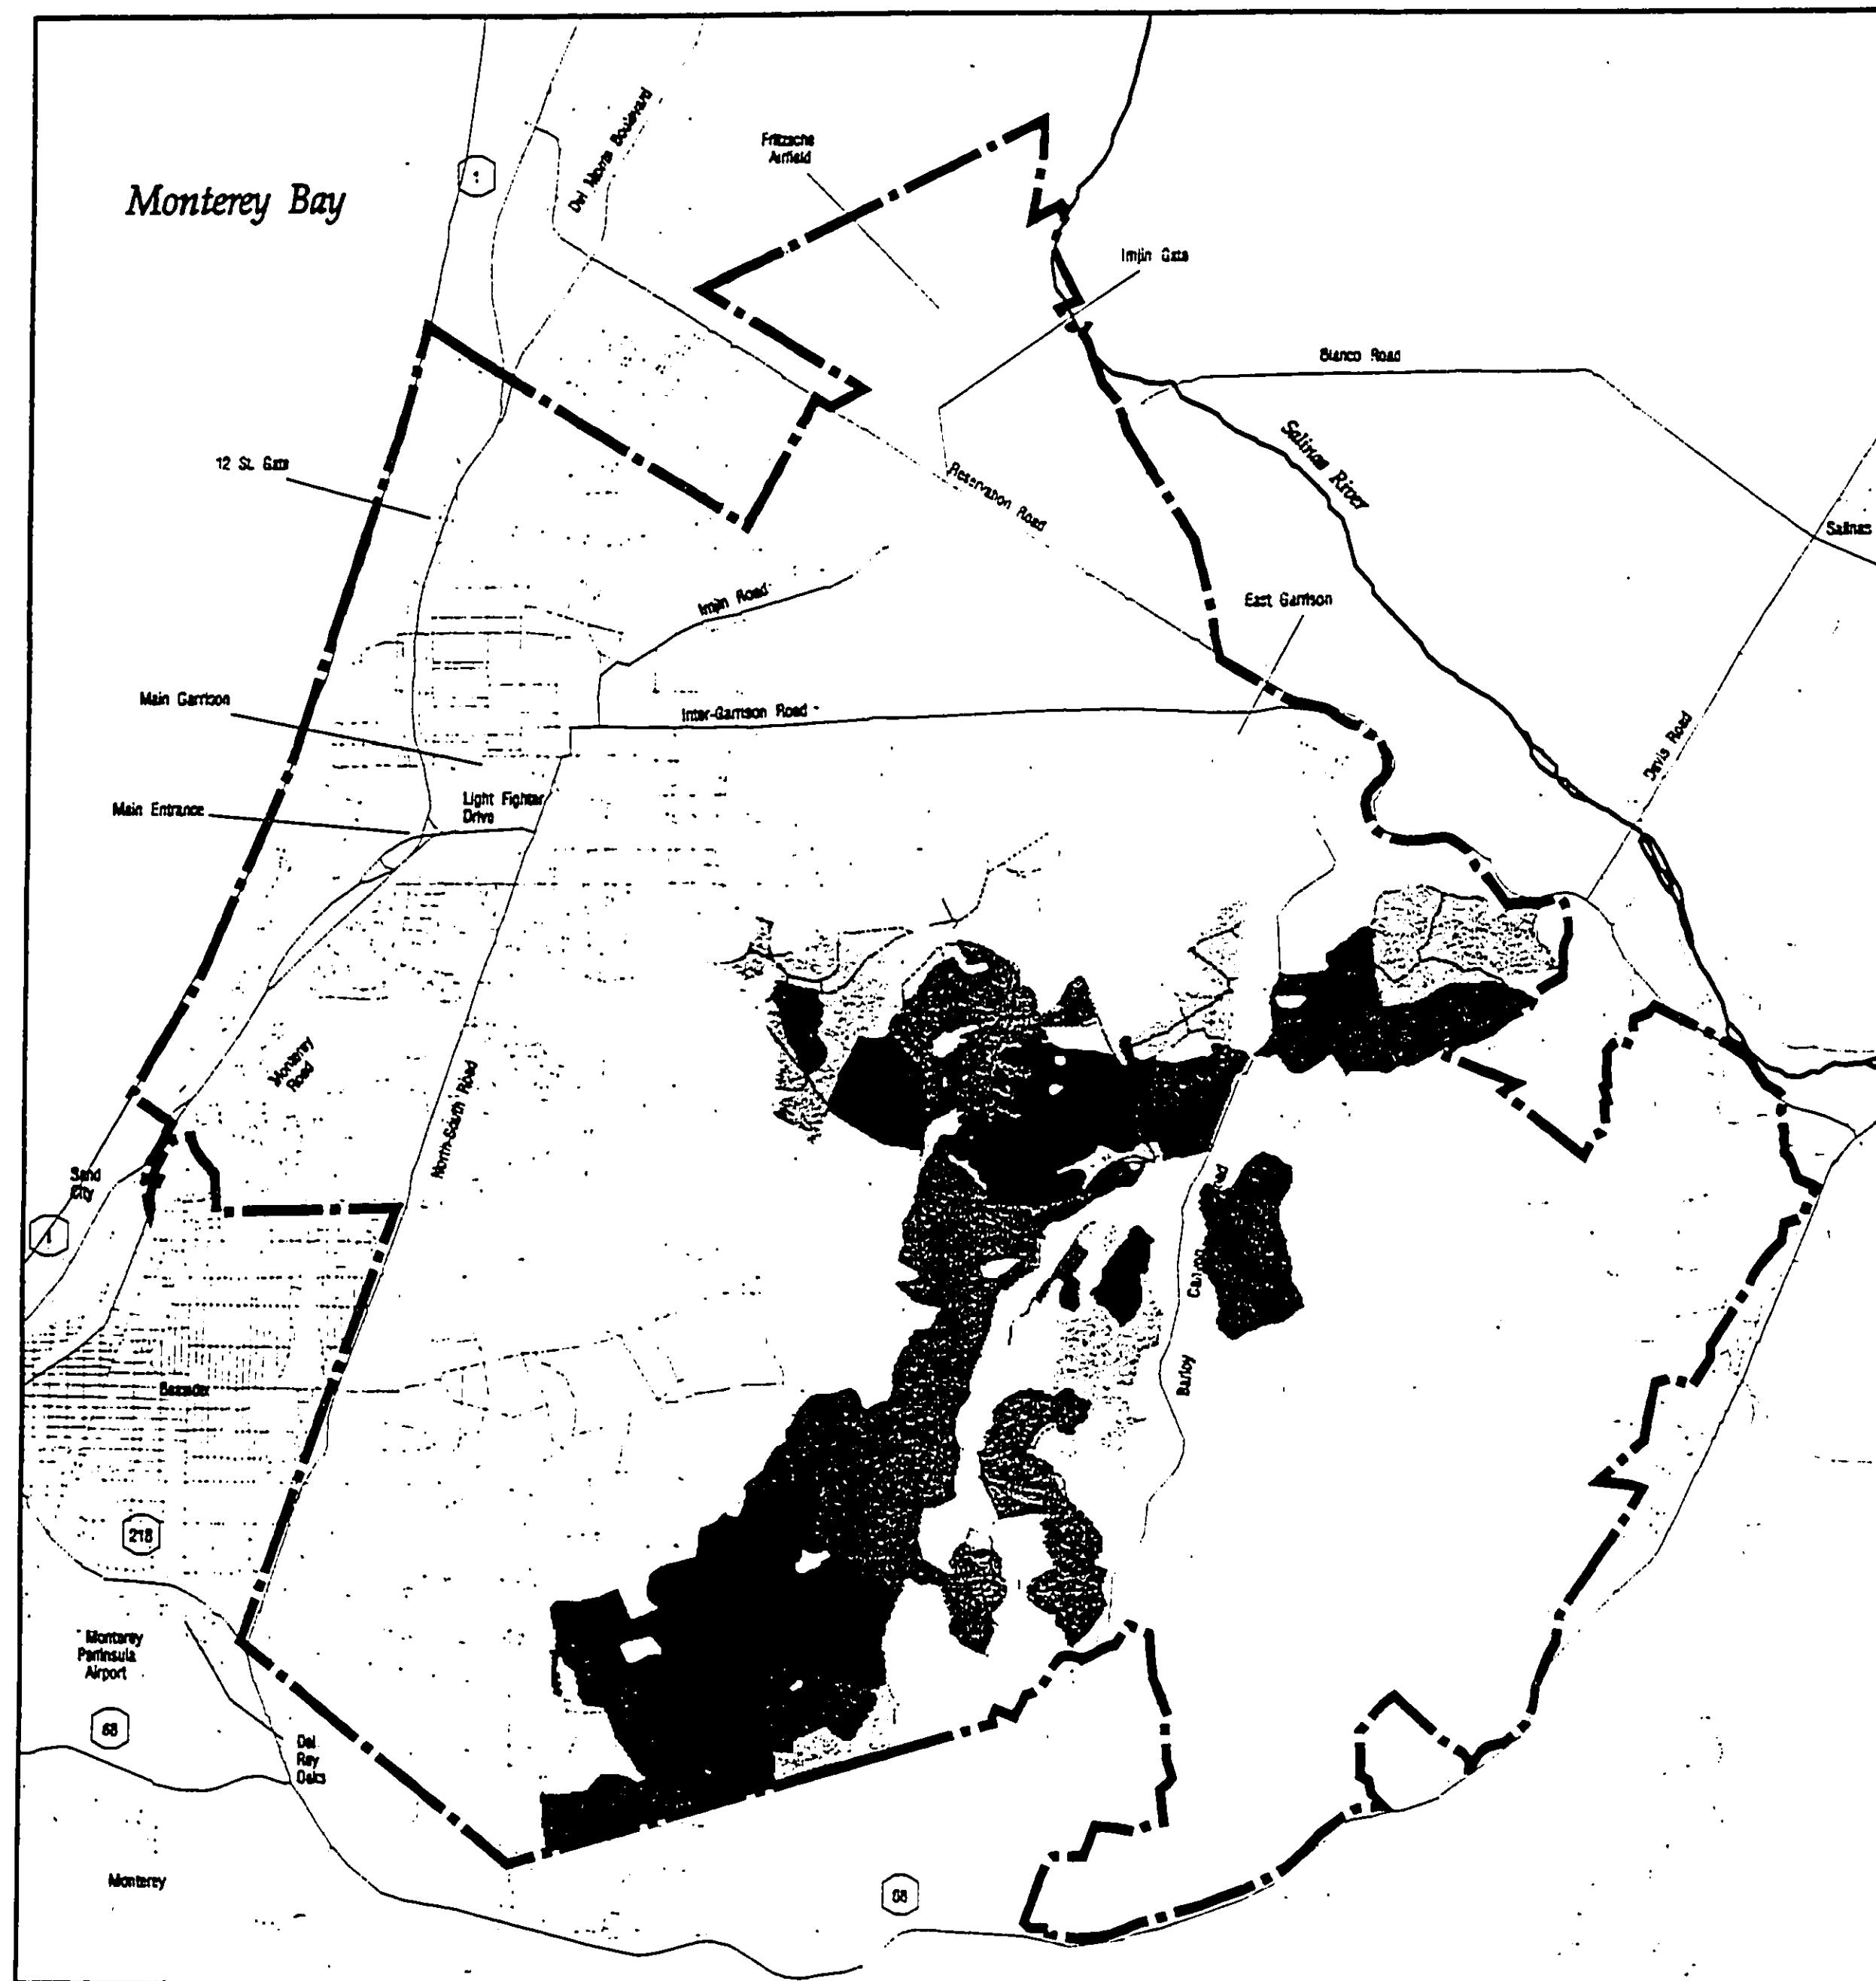 Monterey Bay
1
Del Monte Boulevard
Fritzsche
Airfield
Imjin Gate
Blanco Road
Salinas River
12 St. Gate
Reservation Road
Salinas
Imjin Road
East Garrison
Main Garrison
Inter-Garrison Road
Davis Road
Main Entrance
Light Fighter
Drive
Monterey
Road
North-South Road
Sand
City
1
Barloy
Seaside
218
Monterey
Peninsula
Airport
68
Del
Rey
Oaks
Monterey
68